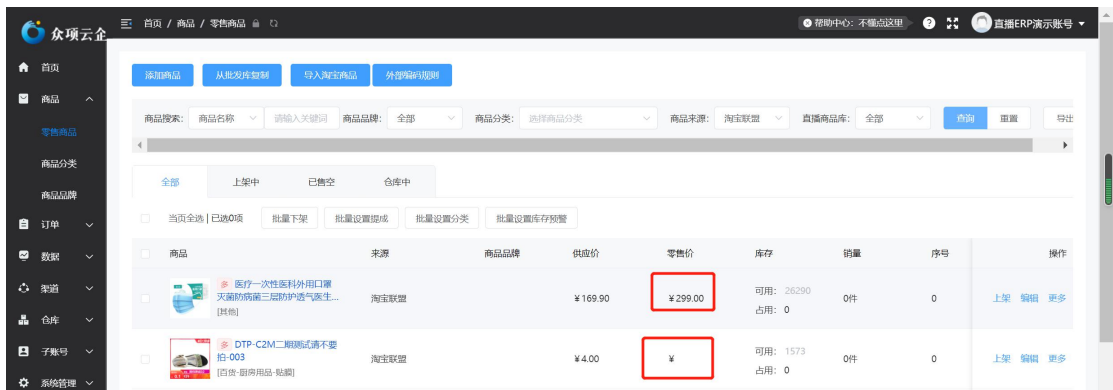 众项云企
首页 / 商品 / 零售商品
帮助中心：不懂点这里
直播ERP演示账号
首页
商品
零售商品
商品分类
商品品牌
订单
数据
渠道
仓库
子账号
系统管理
添加商品 从批发库复制 导入淘宝商品 外部编码规则
商品搜索： 商品名称 请输入关键词 商品品牌： 全部 商品分类： 选择商品分类 商品来源： 淘宝联盟 直播商品库： 全部 查询 重置 导出
全部 上架中 已售空 仓库中
当页全选 | 已选0项 批量下架 批量设置提成 批量设置分类 批量设置库存预警
商品 来源 商品品牌 供应价 零售价 库存 销量 序号 操作
多 医疗一次性医科外用口罩
灭菌防病菌三层防护透气医生...
[其他]
淘宝联盟 ¥169.90 ¥299.00
可用： 26290
占用： 0
0件 0 上架 编辑 更多
多 DTP-C2M二期测试请不要
拍-003
[百货-厨房用品-贴膜]
淘宝联盟 ¥4.00 ¥
可用： 1573
占用： 0
0件 0 上架 编辑 更多